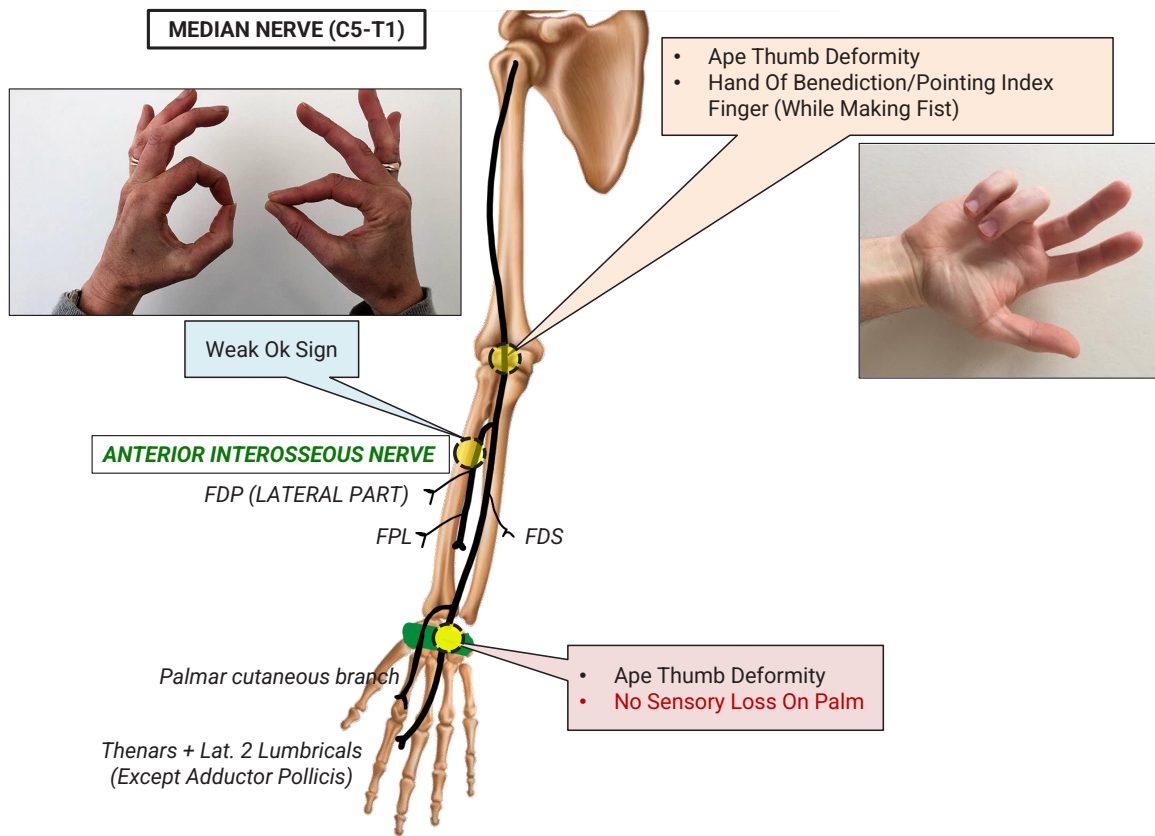 MEDIAN NERVE (C5-T1)
• Ape Thumb Deformity
• Hand Of Benediction/Pointing Index
Finger (While Making Fist)
Weak Ok Sign
ANTERIOR INTEROSSEOUS NERVE
FDP (LATERAL PART)
FPL
FDS
Palmar cutaneous branch
• Ape Thumb Deformity
• No Sensory Loss On Palm
Thenars + Lat. 2 Lumbricals
(Except Adductor Pollicis)